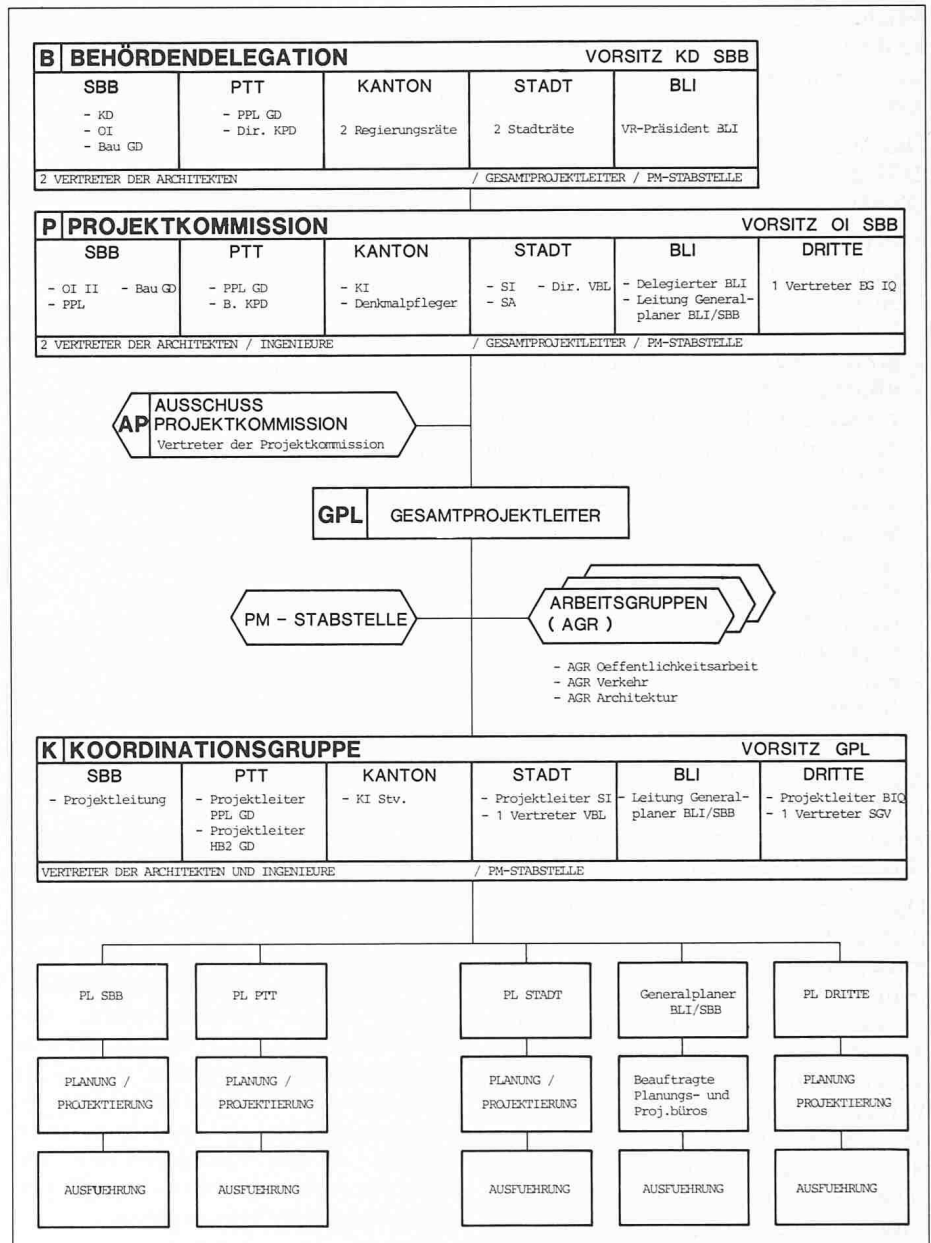 B BEHÖRDENDELEGATION VORSITZ KD SBB
SBB PTT KANTON STADT BLI
- KD - PPL GD
- OI - Dir. KPD 2 Regierungsräte 2 Stadträte VR-Präsident BLI
- Bau GD
2 VERTRETER DER ARCHITEKTEN / GESAMTPROJEKTLEITER / PM-STABSTELLE
P PROJEKTKOMMISSION VORSITZ OI SBB
SBB PTT KANTON STADT BLI DRITTE
- OI II - Bau GD - PPL GD - KI - SI - Dir. VBL - Delegierter BLI 1 Vertreter EG IQ
- PPL - B. KPD - Denkmalpfleger - SA - Leitung General-
planer BLI/SBB
2 VERTRETER DER ARCHITEKTEN / INGENIEURE / GESAMTPROJEKTLEITER / PM-STABSTELLE
AUSSCHUSS
AP PROJEKTKOMMISSION
Vertreter der Projektkommission
GPL GESAMTPROJEKTLEITER
PM - STABSTELLE
ARBEITSGRUPPEN
( AGR )
- AGR Oeffentlichkeitsarbeit
- AGR Verkehr
- AGR Architektur
K KOORDINATIONSGRUPPE VORSITZ GPL
SBB PTT KANTON STADT BLI DRITTE
- Projektleitung - Projektleiter - KI Stv. - Projektleiter SI - Leitung General- - Projektleiter BIQ
PPL GD - 1 Vertreter VBL planer BLI/SBB - 1 Vertreter SGV
- Projektleiter
HB2 GD
VERTRETER DER ARCHITEKTEN UND INGENIEURE / PM-STABSTELLE
PL SBB PL PTT PL STADT Generalplaner PL DRITTE
BLI/SBB
PLANUNG / PLANUNG / PLANUNG / Beauftragte PLANUNG
PROJEKTIERUNG PROJEKTIERUNG PROJEKTIERUNG Planungs- und PROJEKTIERUNG
Proj.büros
AUSFUEHRUNG AUSFUEHRUNG AUSFUEHRUNG AUSFUEHRUNG AUSFUEHRUNG